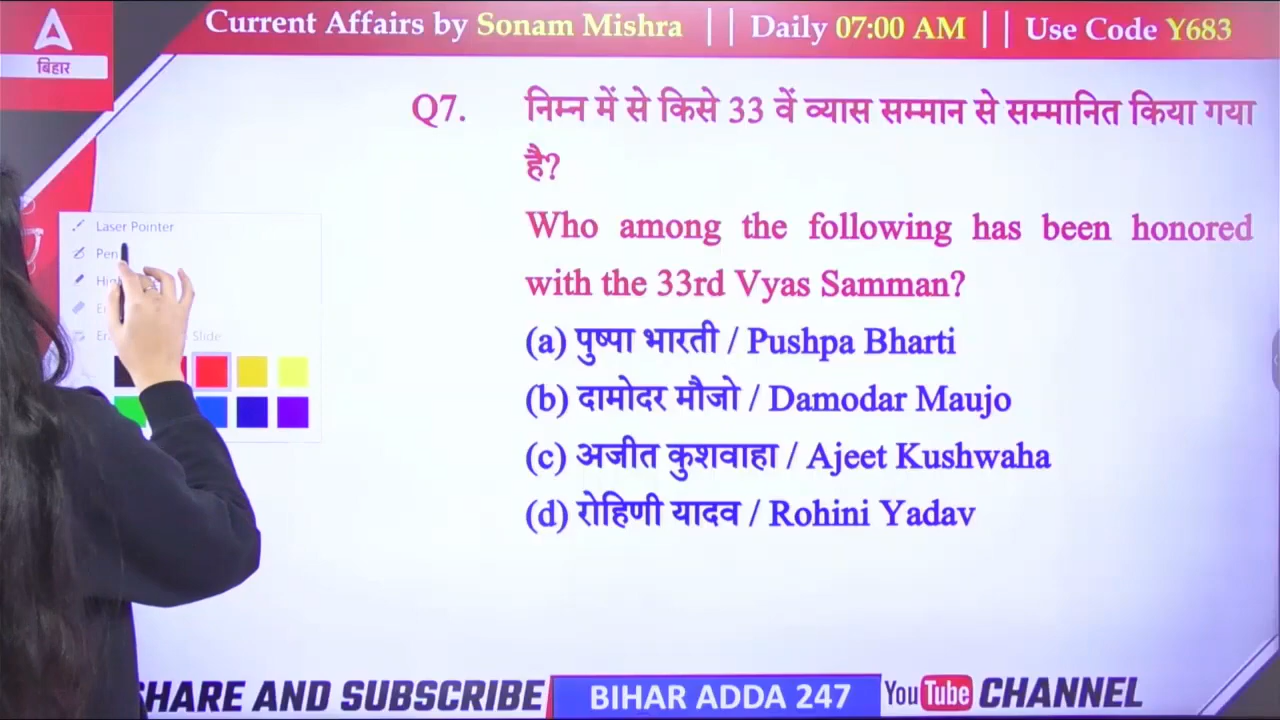 Current Affairs by Sonam Mishra || Daily 07:00 AM || Use Code Y683
बिहार
Q7. निम्न में से किसे 33 वें व्यास सम्मान से सम्मानित किया गया
है?
Who among the following has been honored
with the 33rd Vyas Samman?
Laser Pointer
Pen
Slide
(a) पुष्पा भारती / Pushpa Bharti
(b) दामोदर मौजो / Damodar Maujo
(c) अजीत कुशवाहा / Ajeet Kushwaha
(d) रोहिणी यादव / Rohini Yadav
SHARE AND SUBSCRIBE BIHAR ADDA 247 YouTube CHANNEL